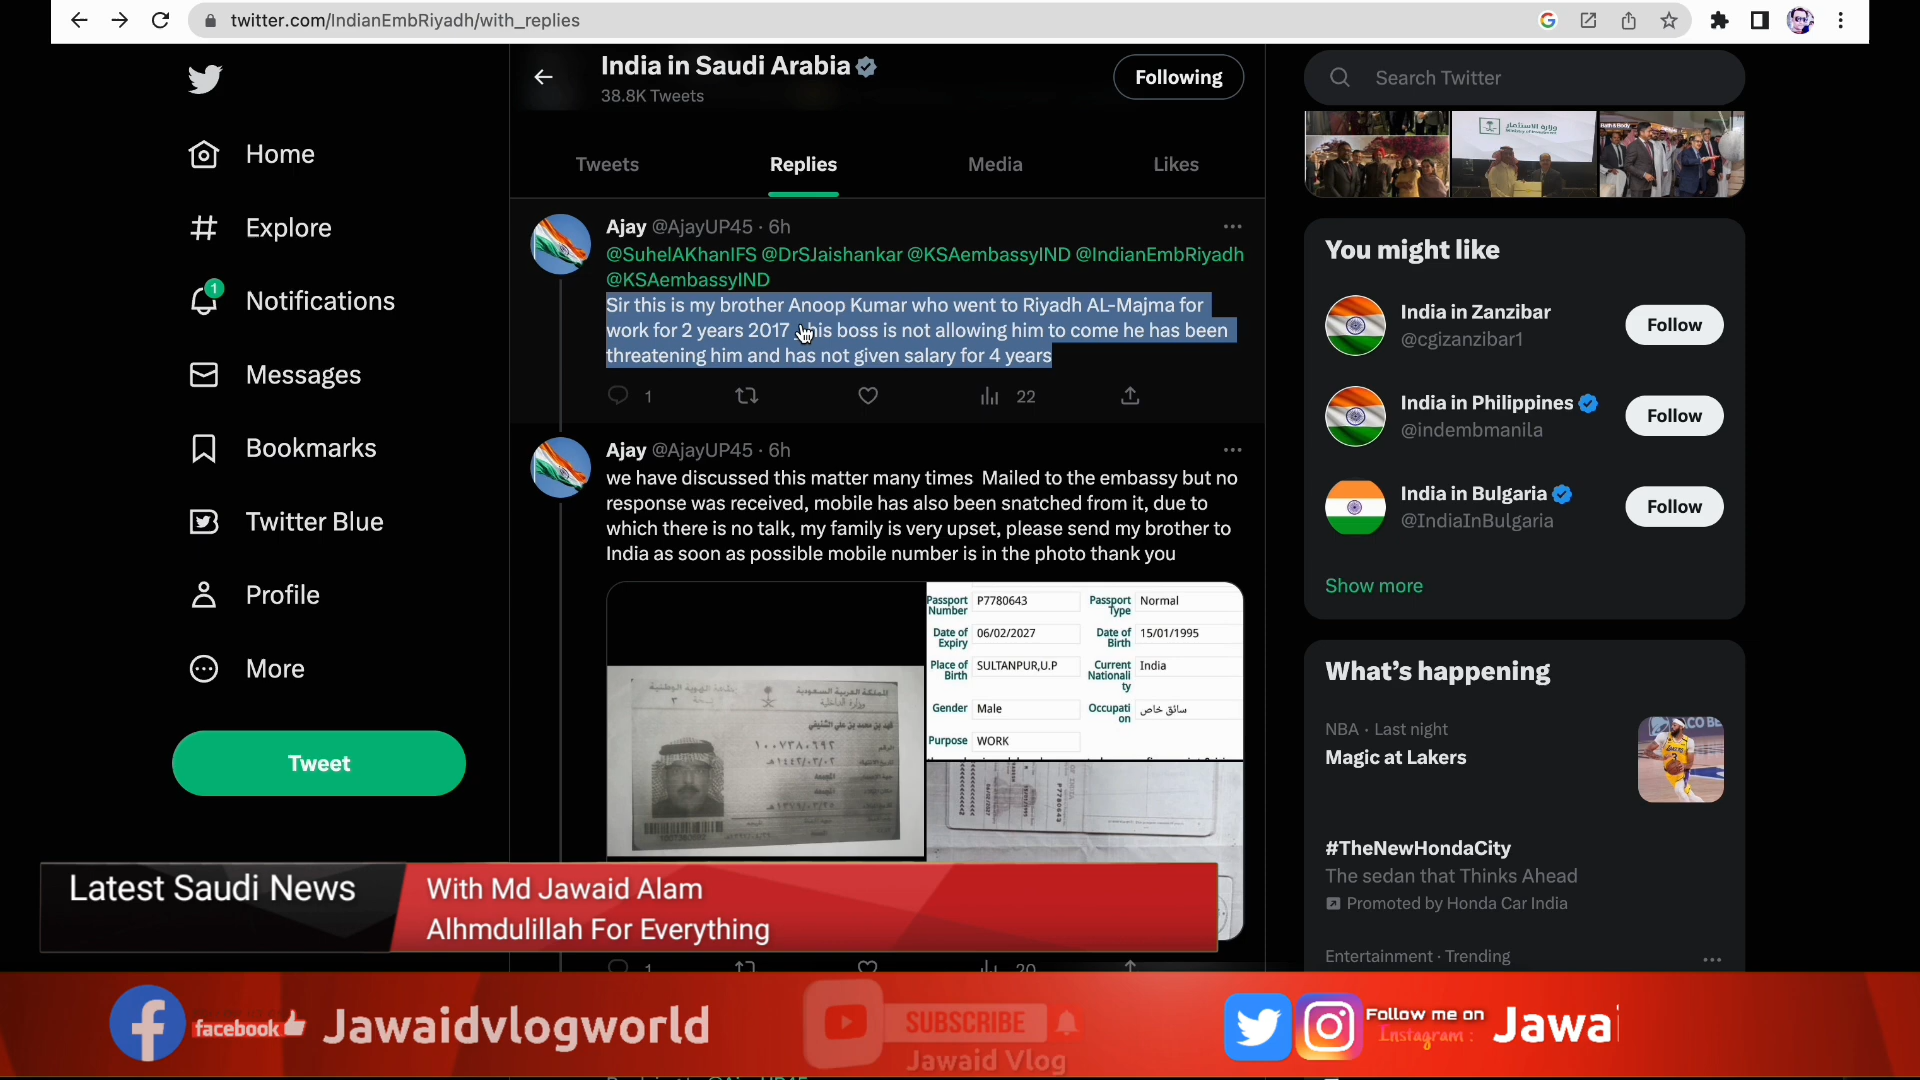 twitter.com/IndianEmbRiyadh/with_replies
India in Saudi Arabia
38.8K Tweets
Following
Search Twitter
Home
Explore
1
Notifications
Messages
Bookmarks
Twitter Blue
Profile
More
Tweet
Tweets
Replies
Media
Likes
Ajay @AjayUP45 · 6h
@SuhelAKhanIFS @DrSJaishankar @KSAembassyIND @IndianEmbRiyadh
@KSAembassyIND
Sir this is my brother Anoop Kumar who went to Riyadh AL-Majma for
work for 2 years 2017 his boss is not allowing him to come he has been
threatening him and has not given salary for 4 years
1
22
Ajay @AjayUP45 · 6h
we have discussed this matter many times Mailed to the embassy but no
response was received, mobile has also been snatched from it, due to
which there is no talk, my family is very upset, please send my brother to
India as soon as possible mobile number is in the photo thank you
المملكة العربية السعودية
وزارة الداخلية
Passport Number P7780643 Passport Type Normal
Date of Expiry 06/02/2027 Date of Birth 15/01/1995
Place of Birth SULTANPUR,U.P Current Nationality India
Gender Male Occupation سائق خاص
Purpose WORK
1
20
وزارة الاستثمار
You might like
India in Zanzibar
@cgizanzibar1
Follow
India in Philippines
@indembmanila
Follow
India in Bulgaria
@IndiaInBulgaria
Follow
Show more
What's happening
NBA · Last night
Magic at Lakers
#TheNewHondaCity
The sedan that Thinks Ahead
Promoted by Honda Car India
Entertainment · Trending
Latest Saudi News
With Md Jawaid Alam
Alhmdulillah For Everything
facebook
Jawaidvlogworld
SUBSCRIBE
Jawaid Vlog
Follow me on
Instagram :
Jawa